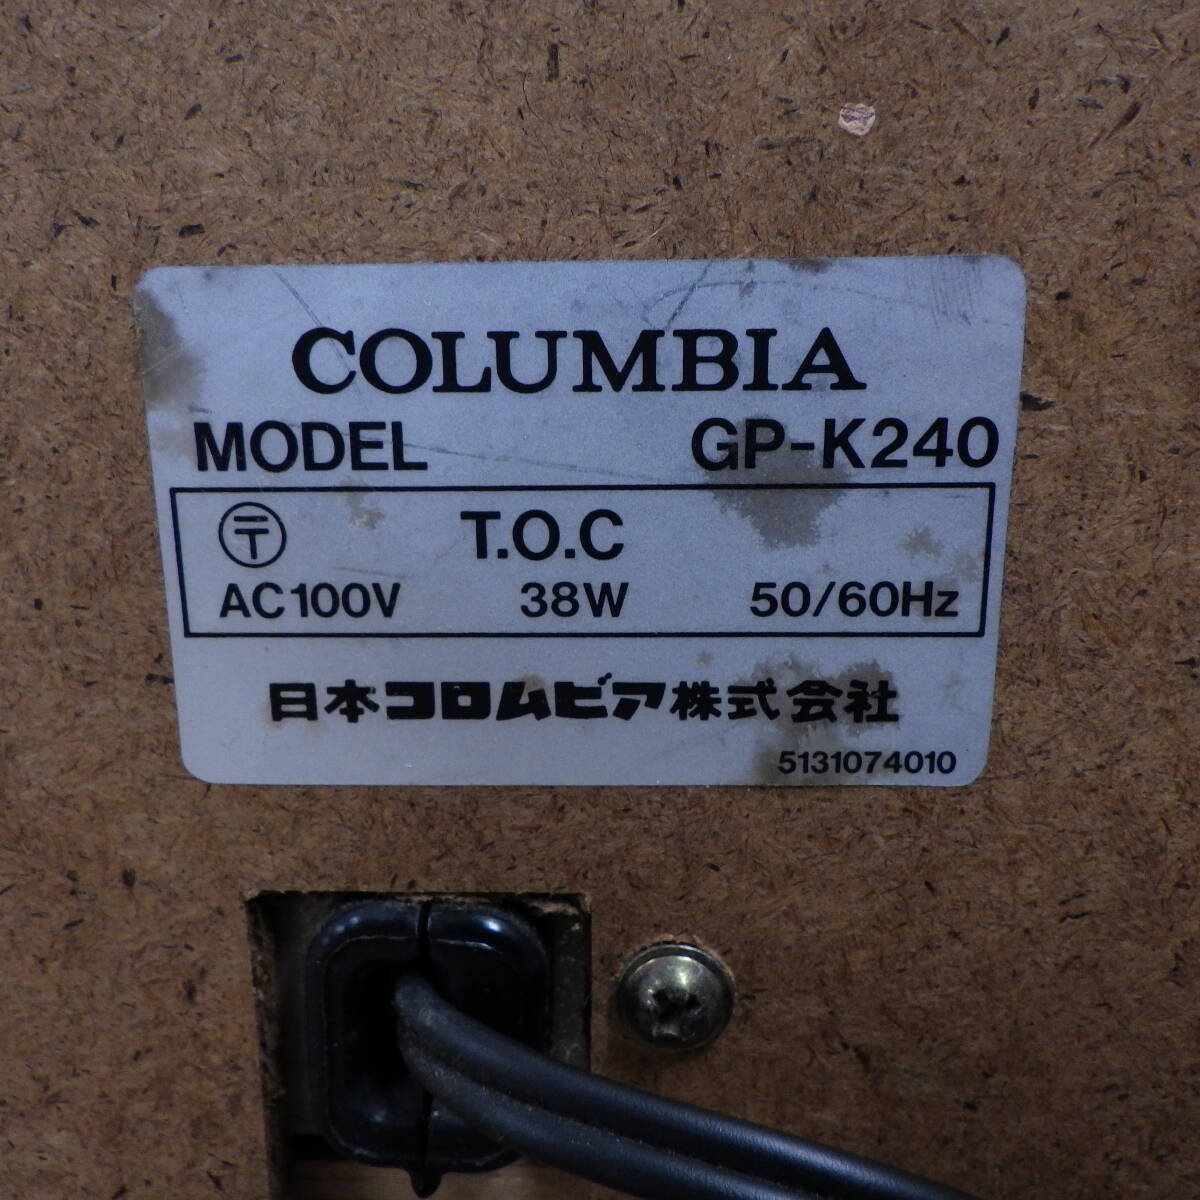 COLUMBIA
MODEL GP-K240
〶 T.O.C
AC100V 38W 50/60Hz
日本コロムビア株式会社
5131074010